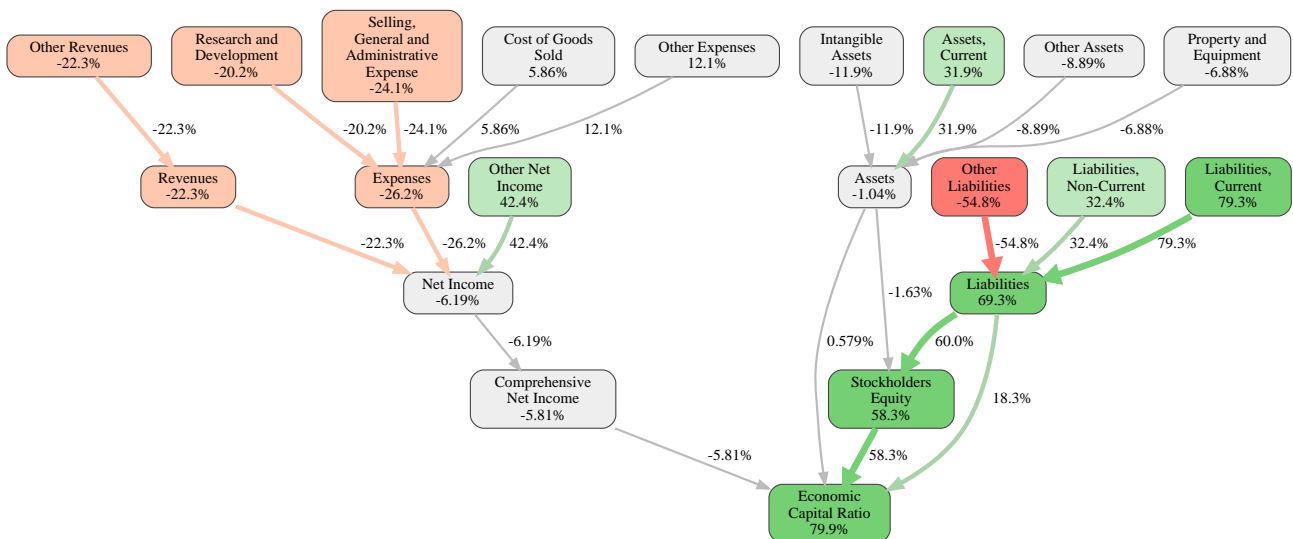 Other Revenues
-22.3%
Research and
Development
-20.2%
Selling,
General and
Administrative
Expense
-24.1%
Cost of Goods
Sold
5.86%
Other Expenses
12.1%
Intangible
Assets
-11.9%
Assets,
Current
31.9%
Other Assets
-8.89%
Property and
Equipment
-6.88%
-22.3%
-20.2%
-24.1%
5.86%
12.1%
-11.9%
31.9%
-8.89%
-6.88%
Revenues
-22.3%
Expenses
-26.2%
Other Net
Income
42.4%
Assets
-1.04%
Other
Liabilities
-54.8%
Liabilities,
Non-Current
32.4%
Liabilities,
Current
79.3%
-22.3%
-26.2%
42.4%
-54.8%
32.4%
79.3%
Net Income
-6.19%
Liabilities
69.3%
-1.63%
-6.19%
0.579%
60.0%
Comprehensive
Net Income
-5.81%
Stockholders
Equity
58.3%
18.3%
-5.81%
58.3%
Economic
Capital Ratio
79.9%